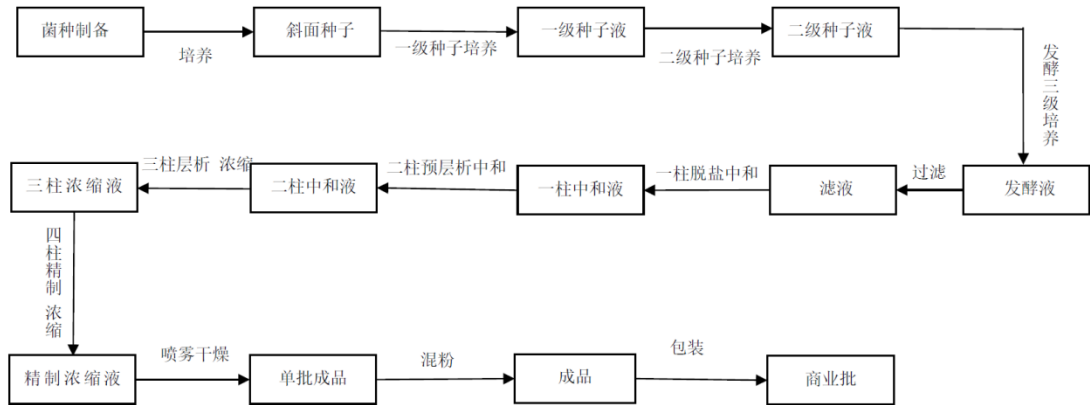 菌种制备
培养
斜面种子
一级种子培养
一级种子液
二级种子培养
二级种子液
发酵三级培养
发酵液
过滤
滤液
一柱脱盐中和
一柱中和液
二柱预层析中和
二柱中和液
三柱层析 浓缩
三柱浓缩液
四柱精制 浓缩
精制浓缩液
喷雾干燥
单批成品
混粉
成品
包装
商业批